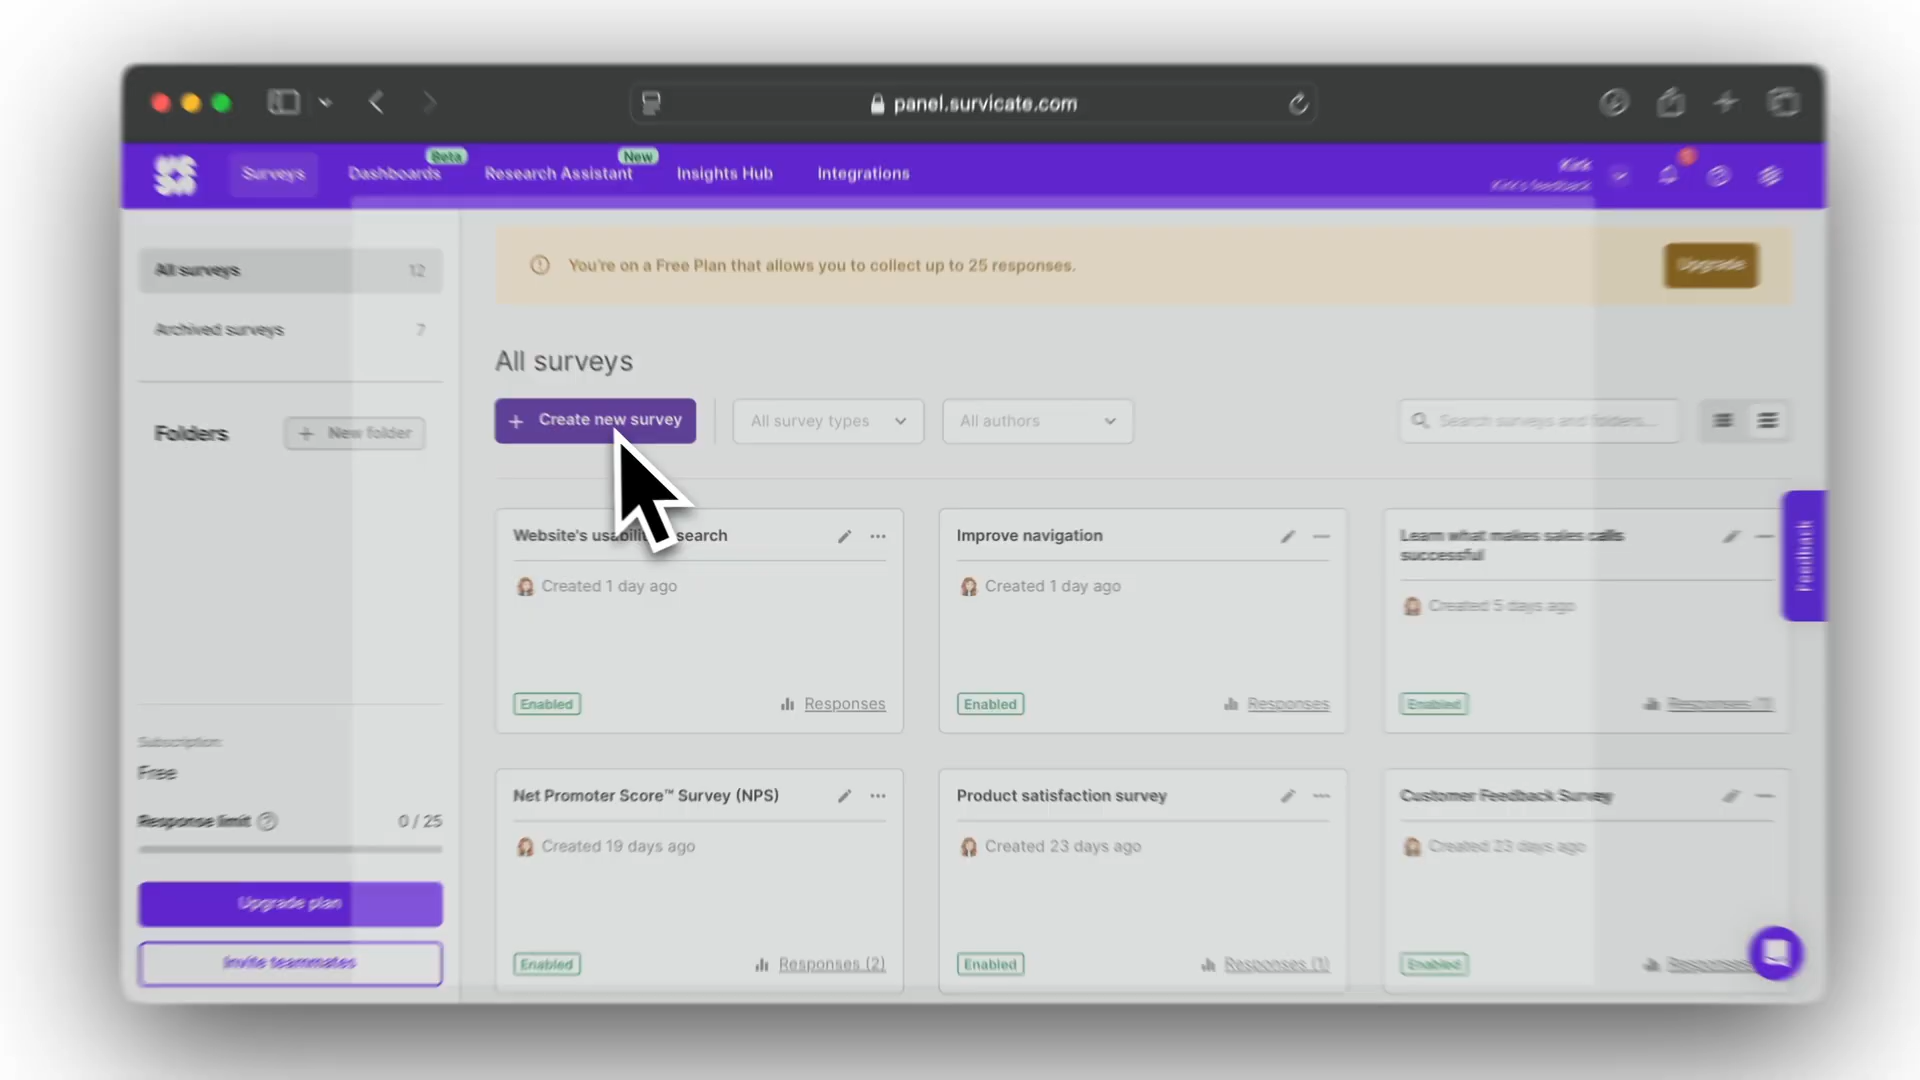 panel.survicate.com
Surveys
Dashboards
Beta
Research Assistant
New
Insights Hub
Integrations
Kirk
Kirk's feedback
All surveys 12
Archived surveys 7
Folders
+ New folder
Subscription:
Free
Response limit ? 0 / 25
Upgrade plan
Invite teammates
You're on a Free Plan that allows you to collect up to 25 responses.
Upgrade
All surveys
+ Create new survey
All survey types
All authors
Search surveys and folders...
Website's search
Created 1 day ago
Enabled
Responses
Improve navigation
Created 1 day ago
Enabled
Responses
Learn what makes sales calls
successful
Created 5 days ago
Enabled
Responses (1)
Net Promoter Score™ Survey (NPS)
Created 19 days ago
Enabled
Responses (2)
Product satisfaction survey
Created 23 days ago
Enabled
Responses (1)
Customer Feedback Survey
Created 23 days ago
Enabled
Responses
Feedback